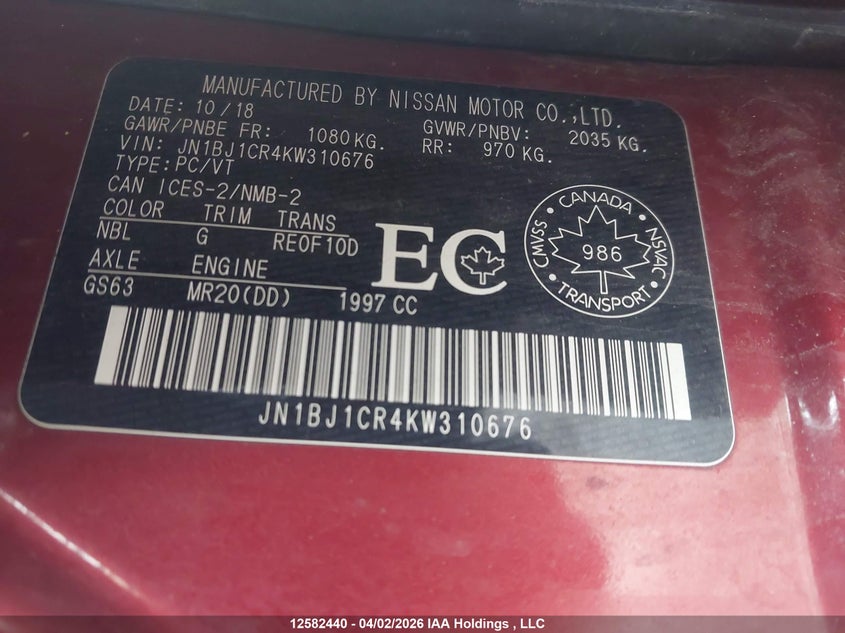 MANUFACTURED BY NISSAN MOTOR CO.,LTD.
DATE: 10/18
GAWR/PNBE FR: 1080 KG. GVWR/PNBV: 2035 KG.
VIN: JN1BJ1CR4KW310676 RR: 970 KG.
TYPE: PC/VT
CAN ICES-2/NMB-2
COLOR TRIM TRANS
NBL G RE0F10D
AXLE ENGINE
GS63 MR20(DD) 1997 CC
EC
CANADA
CMVSS 986 NSVAC
TRANSPORT
JN1BJ1CR4KW310676
12582440 - 04/02/2026 IAA Holdings , LLC